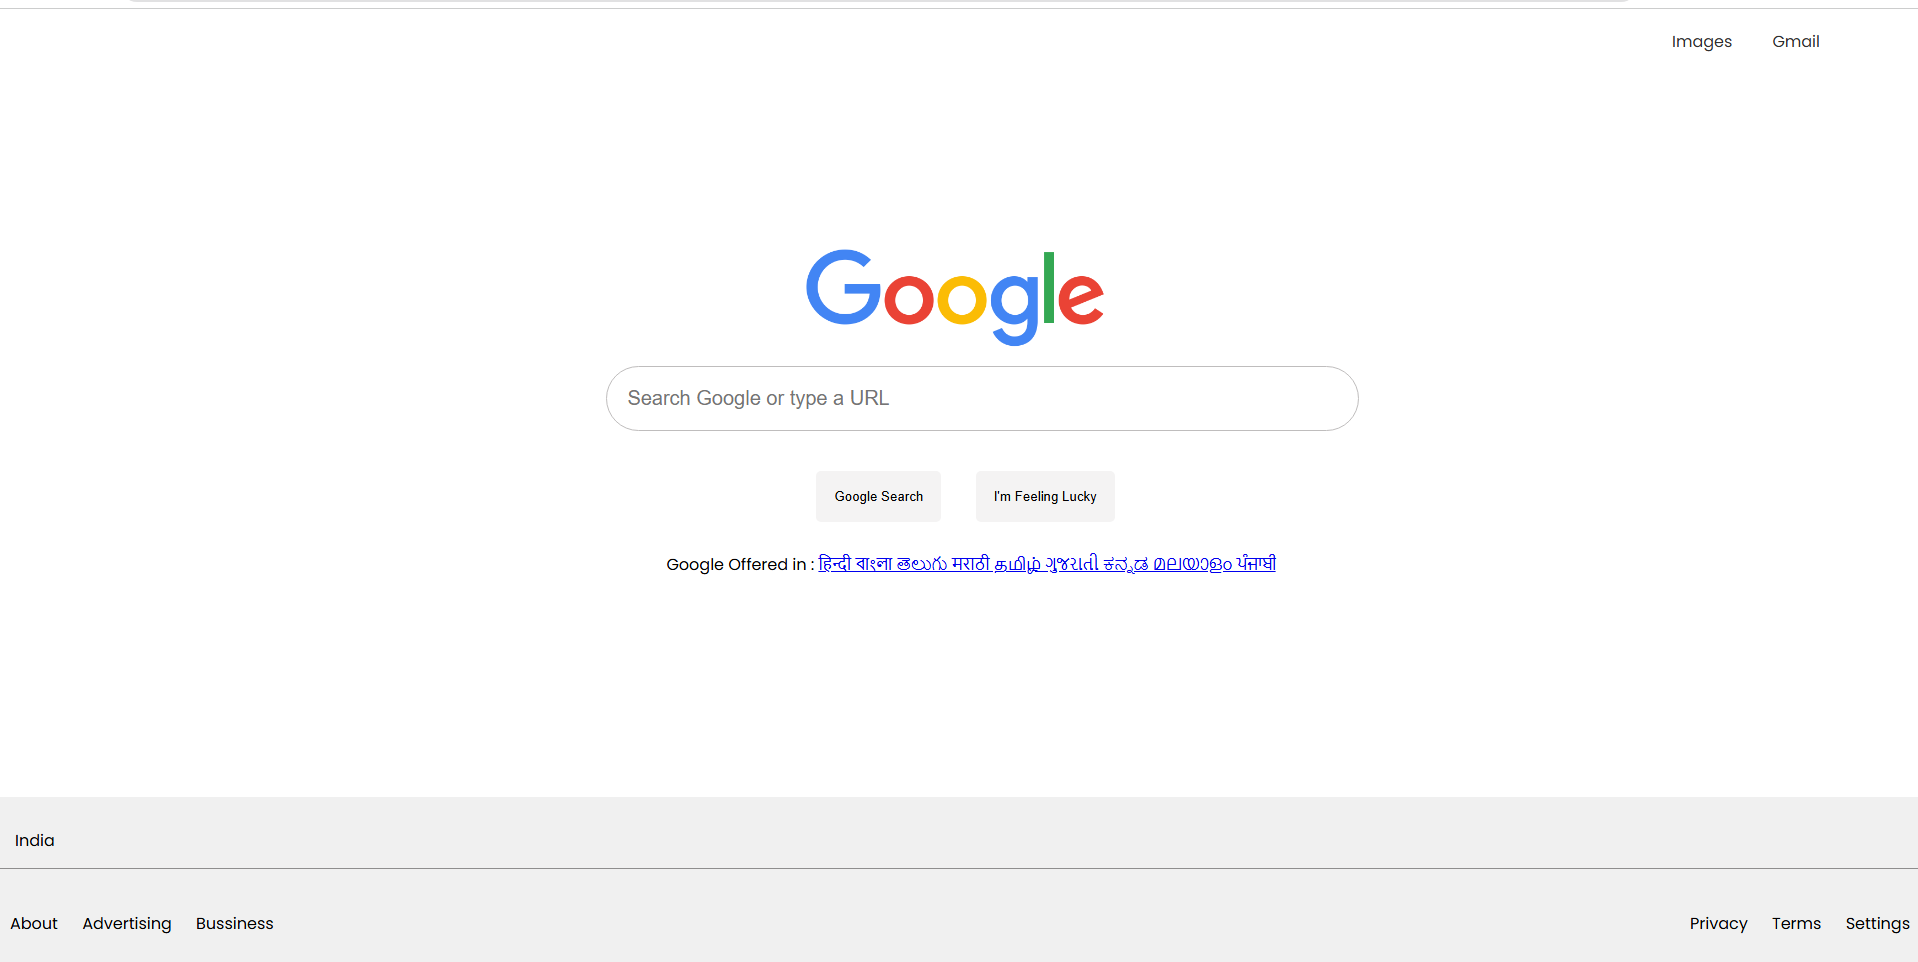 Images Gmail
Google
Search Google or type a URL
Google Search I'm Feeling Lucky
Google Offered in : हिन्दी বাংলা తెలుగు मराठी தமிழ் ગુજરાતી ಕನ್ನಡ മലയാളം ਪੰਜਾਬੀ
India
About Advertising Bussiness Privacy Terms Settings